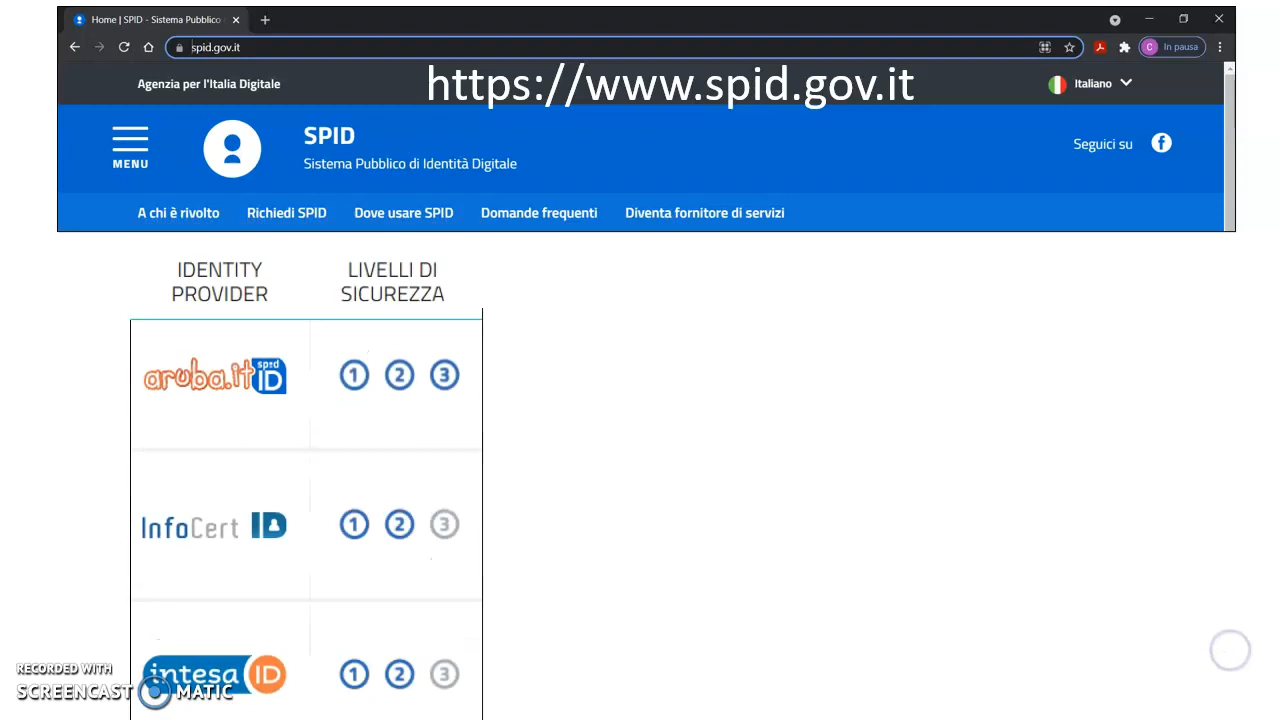 Home | SPID - Sistema Pubblico
spid.gov.it
In pausa
Agenzia per l'Italia Digitale
https://www.spid.gov.it
Italiano
SPID
Sistema Pubblico di Identità Digitale
MENU
Seguici su
A chi è rivolto
Richiedi SPID
Dove usare SPID
Domande frequenti
Diventa fornitore di servizi
IDENTITY
PROVIDER
LIVELLI DI
SICUREZZA
aruba.it spid ID
1 2 3
InfoCert ID
1 2 3
intesa ID
1 2 3
RECORDED WITH
SCREENCAST MATIC